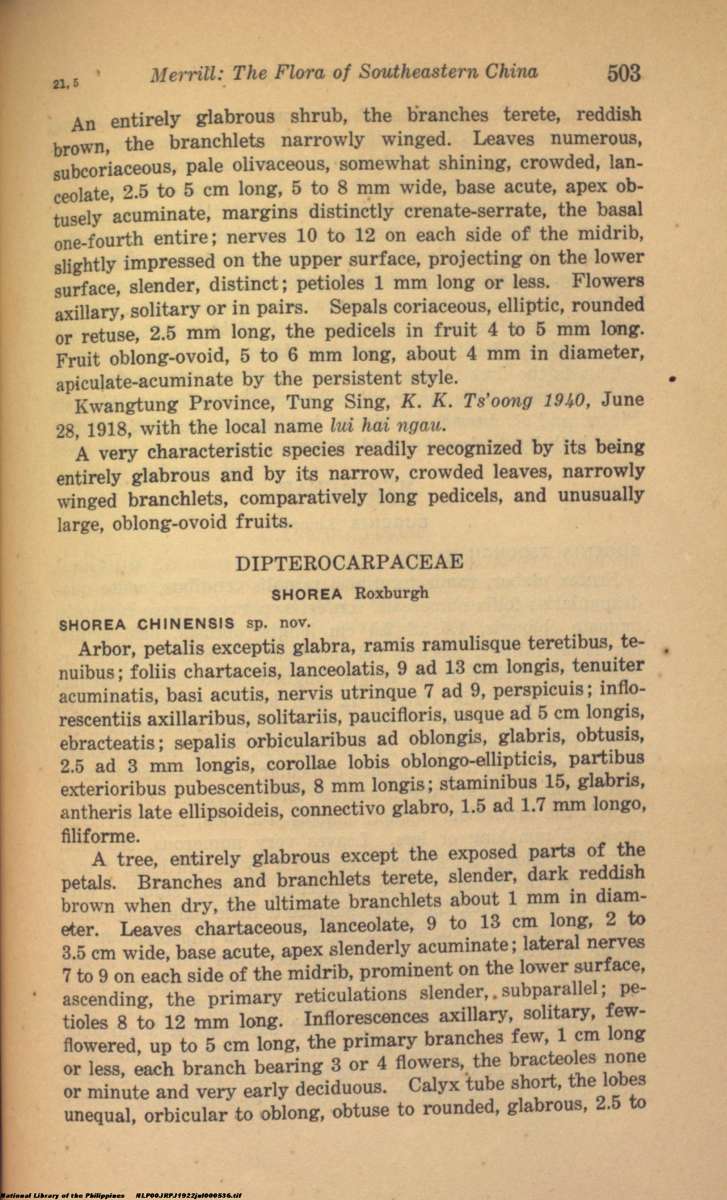 21, 5 Merrill: The Flora of Southeastern China 503
An entirely glabrous shrub, the branches terete, reddish
brown, the branchlets narrowly winged. Leaves numerous,
subcoriaceous, pale olivaceous, somewhat shining, crowded, lan-
ceolate, 2.5 to 5 cm long, 5 to 8 mm wide, base acute, apex ob-
tusely acuminate, margins distinctly crenate-serrate, the basal
one-fourth entire; nerves 10 to 12 on each side of the midrib,
slightly impressed on the upper surface, projecting on the lower
surface, slender, distinct; petioles 1 mm long or less. Flowers
axillary, solitary or in pairs. Sepals coriaceous, elliptic, rounded
or retuse, 2.5 mm long, the pedicels in fruit 4 to 5 mm long.
Fruit oblong-ovoid, 5 to 6 mm long, about 4 mm in diameter,
apiculate-acuminate by the persistent style.
Kwangtung Province, Tung Sing, K. K. Ts'oong 1940, June
28, 1918, with the local name lui hai ngau.
A very characteristic species readily recognized by its being
entirely glabrous and by its narrow, crowded leaves, narrowly
winged branchlets, comparatively long pedicels, and unusually
large, oblong-ovoid fruits.
DIPTEROCARPACEAE
SHOREA Roxburgh
SHOREA CHINENSIS sp. nov.
Arbor, petalis exceptis glabra, ramis ramulisque teretibus, te-
nuibus; foliis chartaceis, lanceolatis, 9 ad 13 cm longis, tenuiter
acuminatis, basi acutis, nervis utrinque 7 ad 9, perspicuis; inflo-
rescentiis axillaribus, solitariis, paucifloris, usque ad 5 cm longis,
ebracteatis; sepalis orbicularibus ad oblongis, glabris, obtusis,
2.5 ad 3 mm longis, corollae lobis oblongo-ellipticis, partibus
exterioribus pubescentibus, 8 mm longis; staminibus 15, glabris,
antheris late ellipsoideis, connectivo glabro, 1.5 ad 1.7 mm longo,
filiforme.
A tree, entirely glabrous except the exposed parts of the
petals. Branches and branchlets terete, slender, dark reddish
brown when dry, the ultimate branchlets about 1 mm in diam-
eter. Leaves chartaceous, lanceolate, 9 to 13 cm long, 2 to
3.5 cm wide, base acute, apex slenderly acuminate; lateral nerves
7 to 9 on each side of the midrib, prominent on the lower surface,
ascending, the primary reticulations slender, subparallel; pe-
tioles 8 to 12 mm long. Inflorescences axillary, solitary, few-
flowered, up to 5 cm long, the primary branches few, 1 cm long
or less, each branch bearing 3 or 4 flowers, the bracteoles none
or minute and very early deciduous. Calyx tube short, the lobes
unequal, orbicular to oblong, obtuse to rounded, glabrous, 2.5 to
National Library of the Philippines NLP00JRPJ1922jul000536.tif